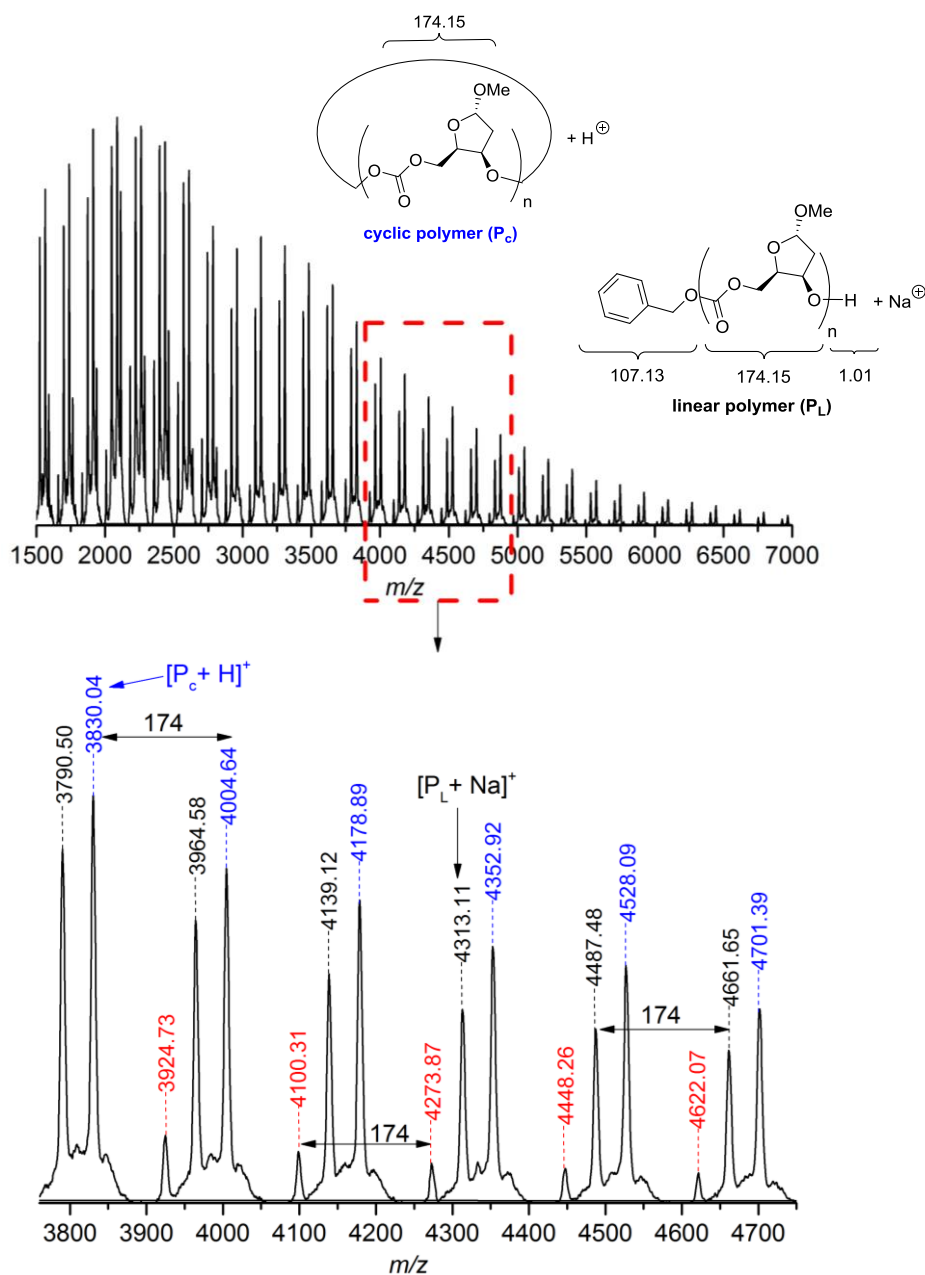 174.15
OMe
O
O
O
O
O
n
+ H⊕
cyclic polymer (Pc)
OMe
O
O
O
O
O
H
n
+ Na⊕
107.13
174.15
1.01
linear polymer (PL)
1500 2000 2500 3000 3500 4000 4500 5000 5500 6000 6500 7000
m/z
[Pc+ H]+
174
[PL+ Na]+
3790.50
3830.04
3924.73
3964.58
4004.64
4100.31
4139.12
4178.89
174
4273.87
4313.11
4352.92
4448.26
4487.48
4528.09
174
4622.07
4661.65
4701.39
3800 3900 4000 4100 4200 4300 4400 4500 4600 4700
m/z